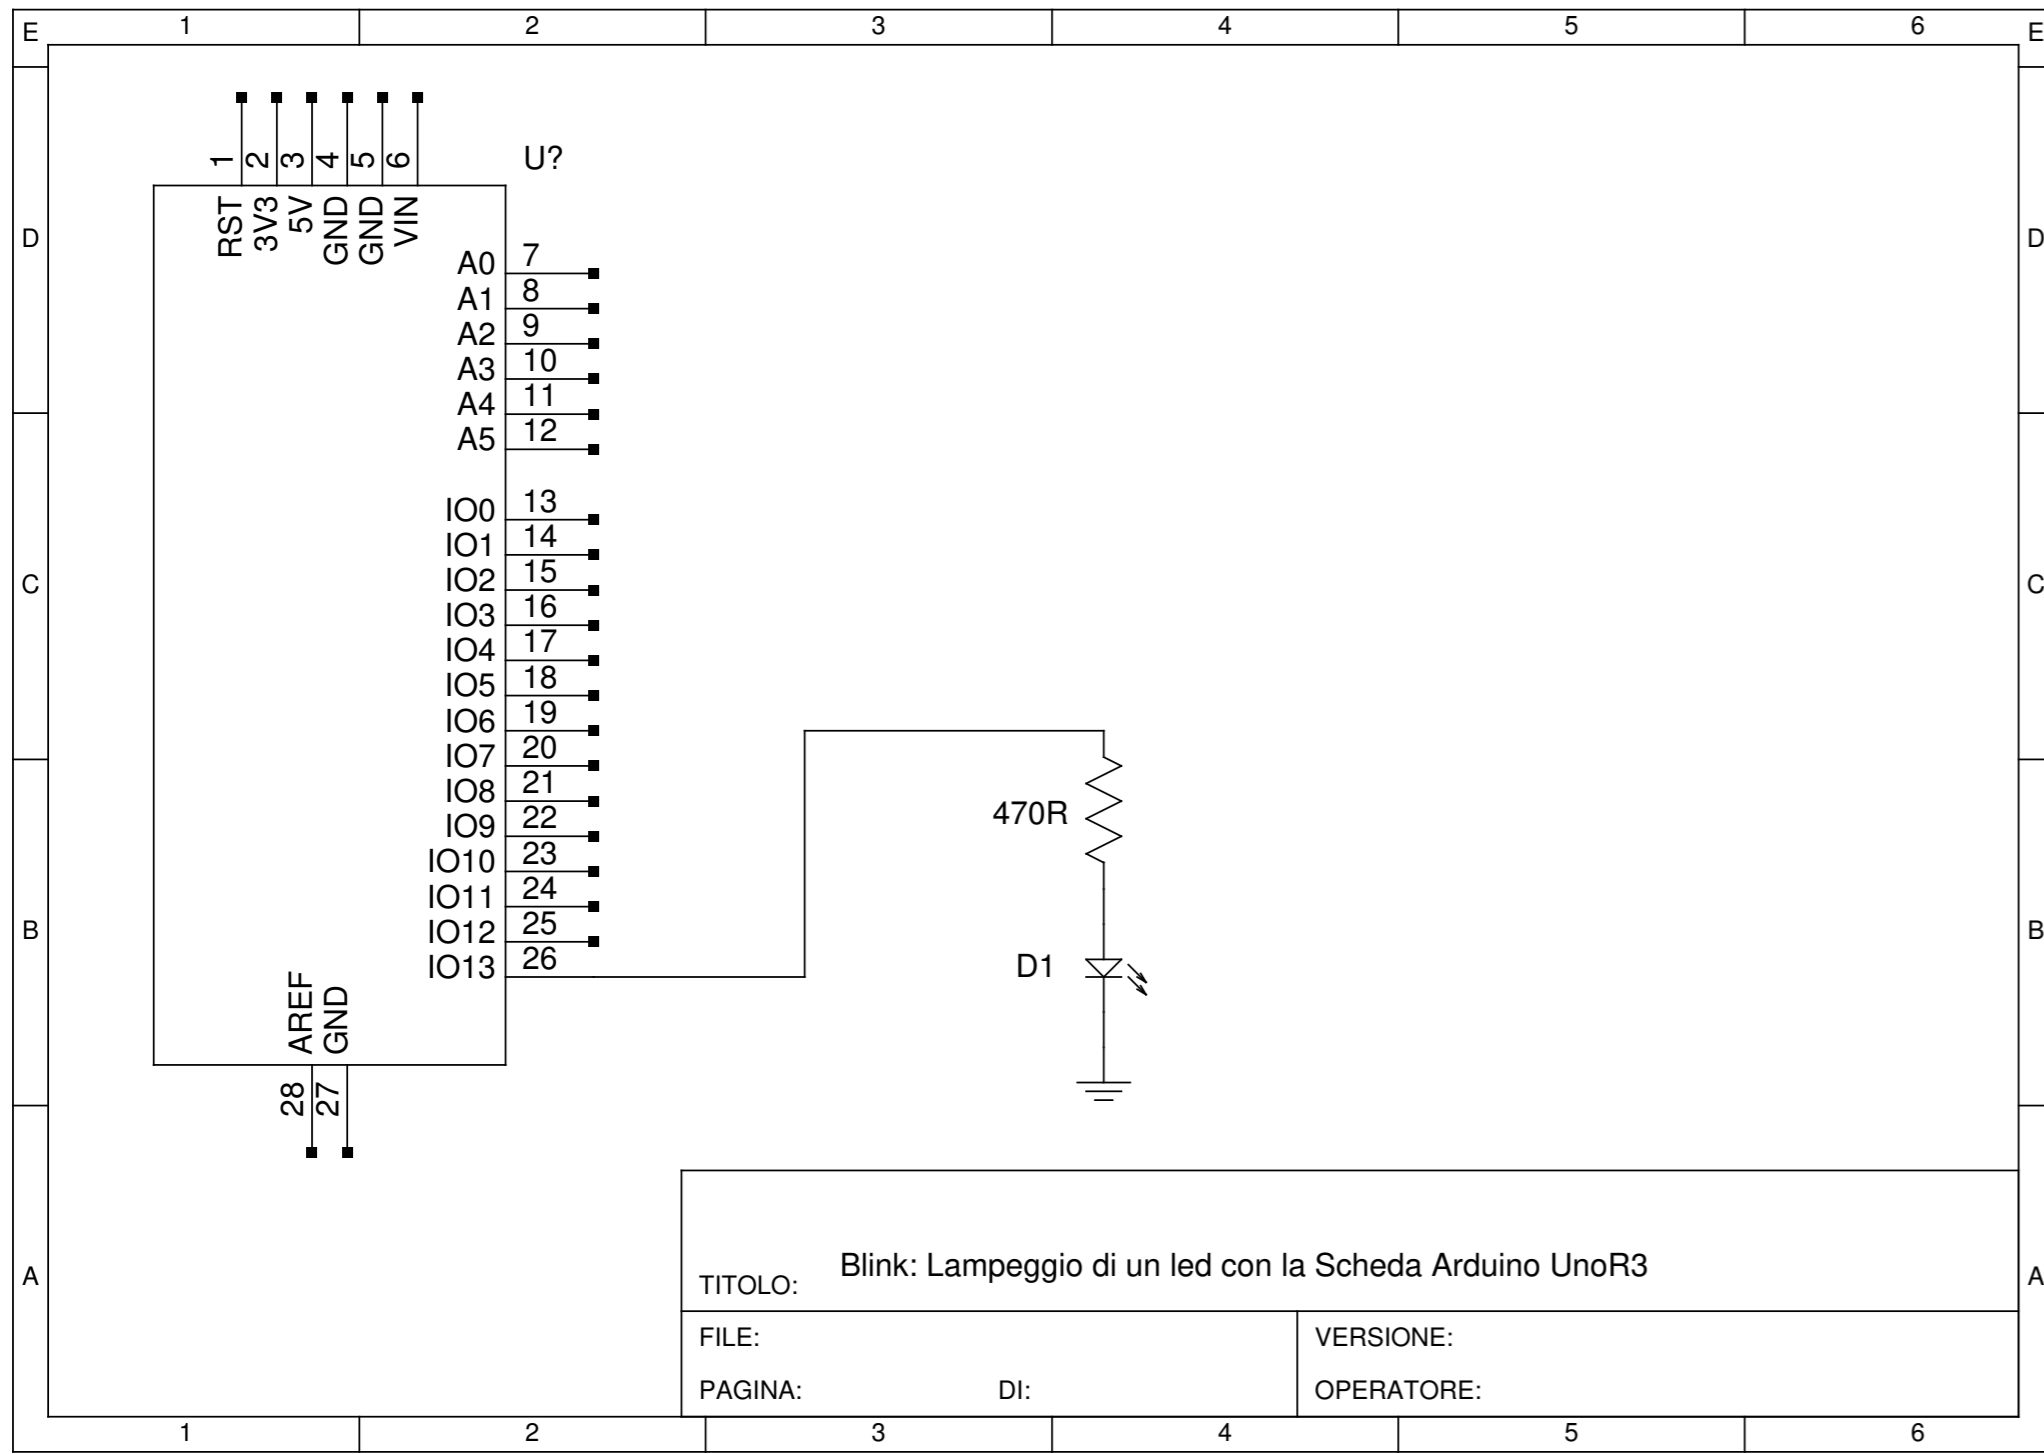 E 1 2 3 4 5 6 E
U?
1 2 3 4 5 6
RST 3V3 5V GND GND VIN
D D
A0 7
A1 8
A2 9
A3 10
A4 11
A5 12
IO0 13
IO1 14
IO2 15
C C
IO3 16
IO4 17
IO5 18
IO6 19
IO7 20
IO8 21
470R
IO9 22
IO10 23
IO11 24
IO12 25
B B
IO13 26
D1
AREF GND
28 27
A A
TITOLO: Blink: Lampeggio di un led con la Scheda Arduino UnoR3
FILE: VERSIONE:
PAGINA: DI: OPERATORE:
1 2 3 4 5 6